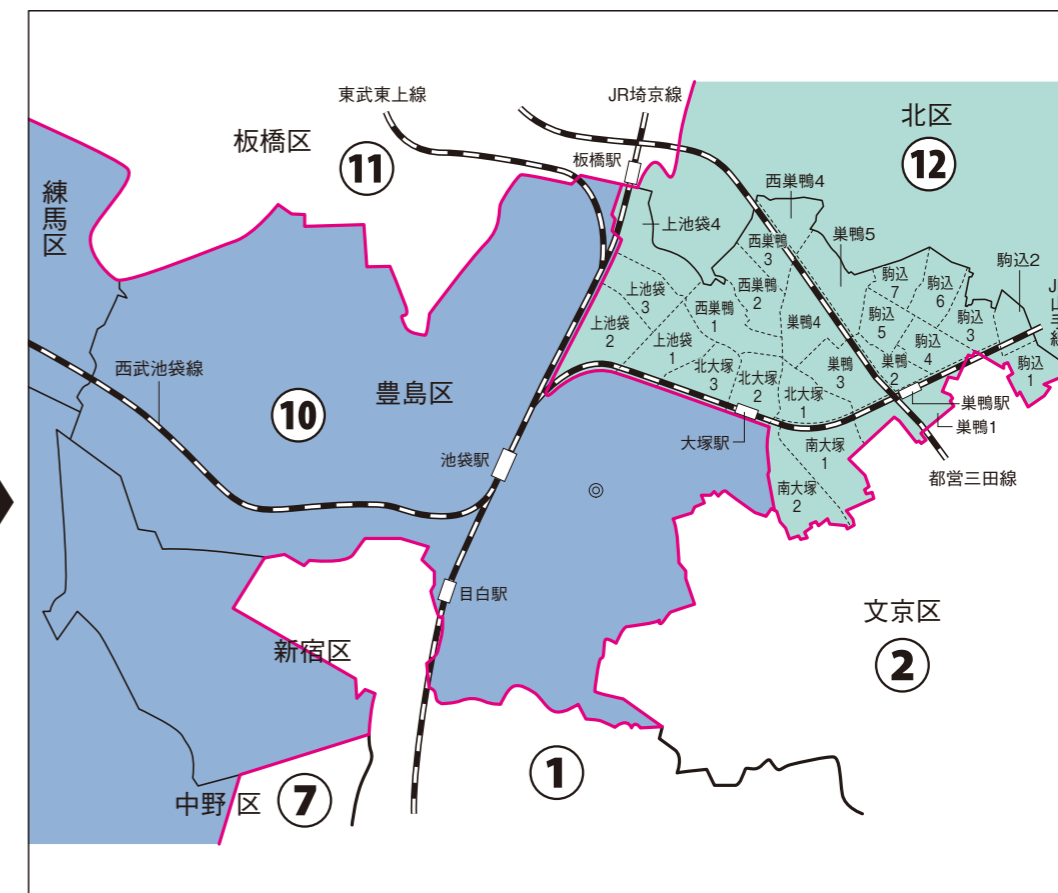 東武東上線
JR埼京線
板橋区
⑪
板橋駅
北区
⑫
練馬区
西巣鴨4
上池袋4
西巣鴨
3
巣鴨5
駒込2
駒込
7
駒込
6
上池袋
3
西巣鴨
2
西巣鴨
1
巣鴨4
駒込
5
駒込
3
上池袋
2
上池袋
1
駒込
4
駒込
1
西武池袋線
豊島区
⑩
北大塚
3
北大塚
2
北大塚
1
巣鴨
3
巣鴨
2
巣鴨駅
巣鴨1
大塚駅
南大塚
1
南大塚
2
都営三田線
池袋駅
◎
目白駅
新宿区
文京区
②
①
中野区
⑦